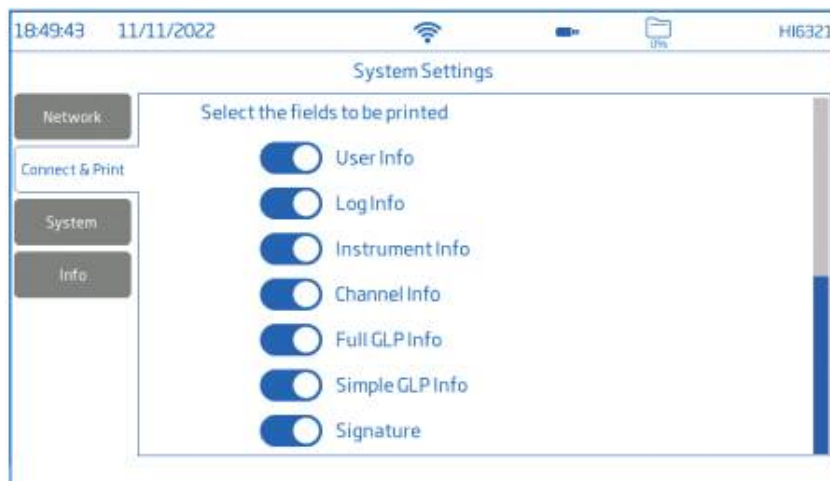 18:49:43 11/11/2022 0% HI6321
System Settings
Network
Connect & Print
System
Info
Select the fields to be printed
User Info
Log Info
Instrument Info
Channel Info
Full GLP Info
Simple GLP Info
Signature